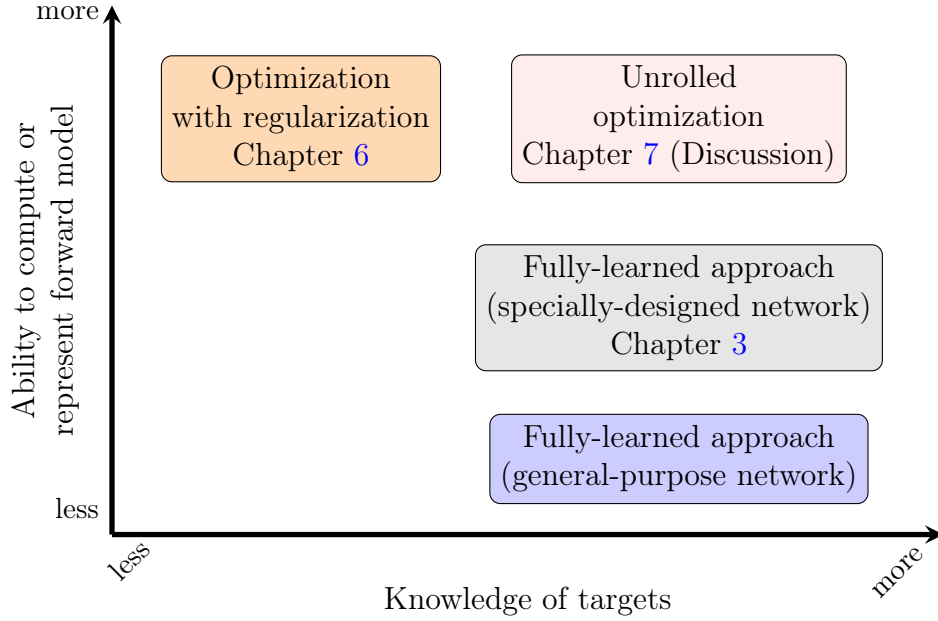 more
Ability to compute or
represent forward model
Optimization
with regularization
Chapter 6
Unrolled
optimization
Chapter 7 (Discussion)
Fully-learned approach
(specially-designed network)
Chapter 3
Fully-learned approach
(general-purpose network)
less
less
more
Knowledge of targets